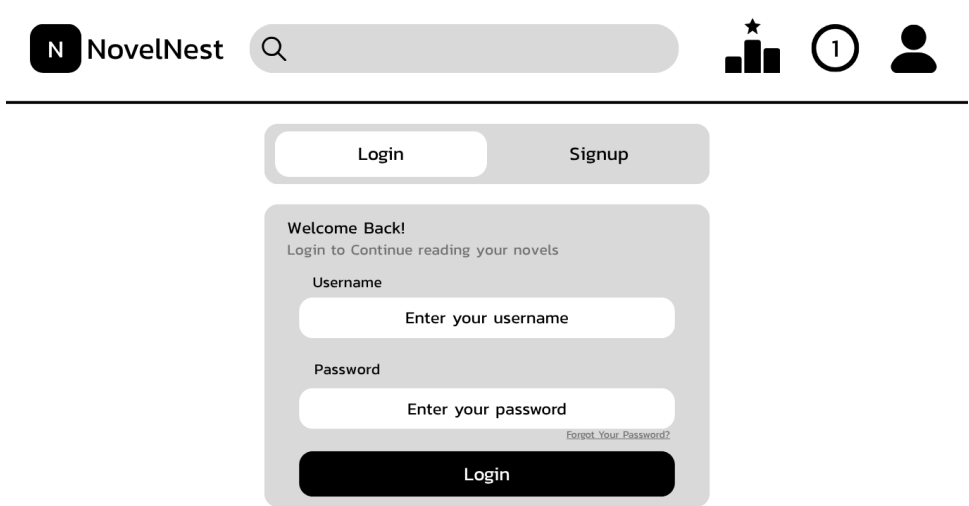 N NovelNest 1
Login Signup
Welcome Back!
Login to Continue reading your novels
Username
Enter your username
Password
Enter your password
Forgot Your Password?
Login